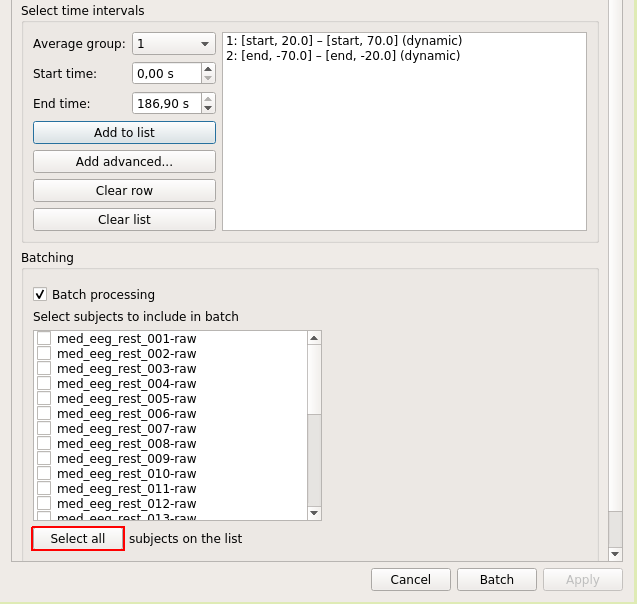 Select time intervals
Average group: 1
Start time: 0,00 s
End time: 186,90 s
Add to list
Add advanced...
Clear row
Clear list
1: [start, 20.0] – [start, 70.0] (dynamic)
2: [end, -70.0] – [end, -20.0] (dynamic)
Batching
Batch processing
Select subjects to include in batch
med_eeg_rest_001-raw
med_eeg_rest_002-raw
med_eeg_rest_003-raw
med_eeg_rest_004-raw
med_eeg_rest_005-raw
med_eeg_rest_006-raw
med_eeg_rest_007-raw
med_eeg_rest_008-raw
med_eeg_rest_009-raw
med_eeg_rest_010-raw
med_eeg_rest_011-raw
med_eeg_rest_012-raw
med_eeg_rest_013-raw
Select all subjects on the list
Cancel Batch Apply